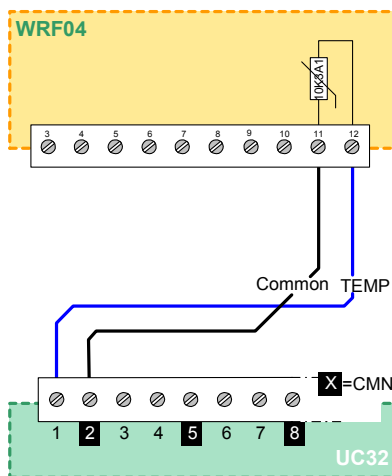 WRF04
10K3A1
3 4 5 6 7 8 9 10 11 12
Common TEMP
X =CMN
1 2 3 4 5 6 7 8
UC32